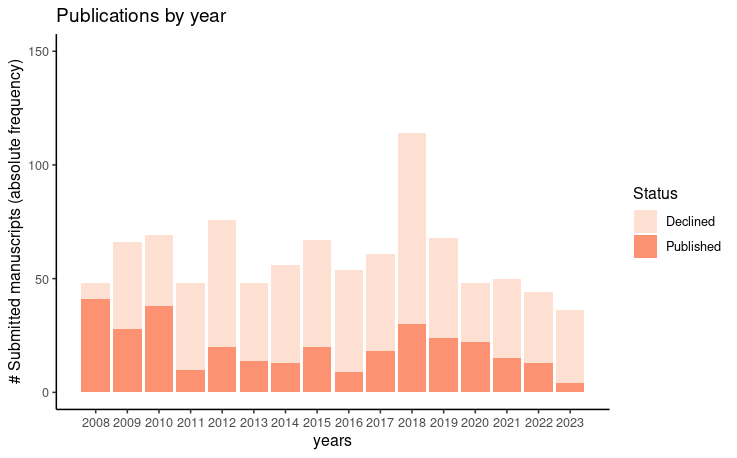 Publications by year
# Submitted manuscripts (absolute frequency)
150
100
50
0
2008 2009 2010 2011 2012 2013 2014 2015 2016 2017 2018 2019 2020 2021 2022 2023
years
Status
Declined
Published